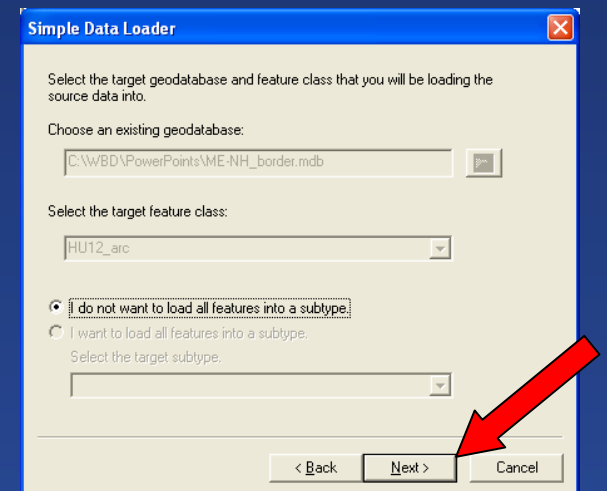 Simple Data Loader
Select the target geodatabase and feature class that you will be loading the
source data into.
Choose an existing geodatabase:
C:\WBD\PowerPoints\ME-NH_border.mdb
Select the target feature class:
HU12_arc
I do not want to load all features into a subtype.
I want to load all features into a subtype.
Select the target subtype.
< Back Next > Cancel